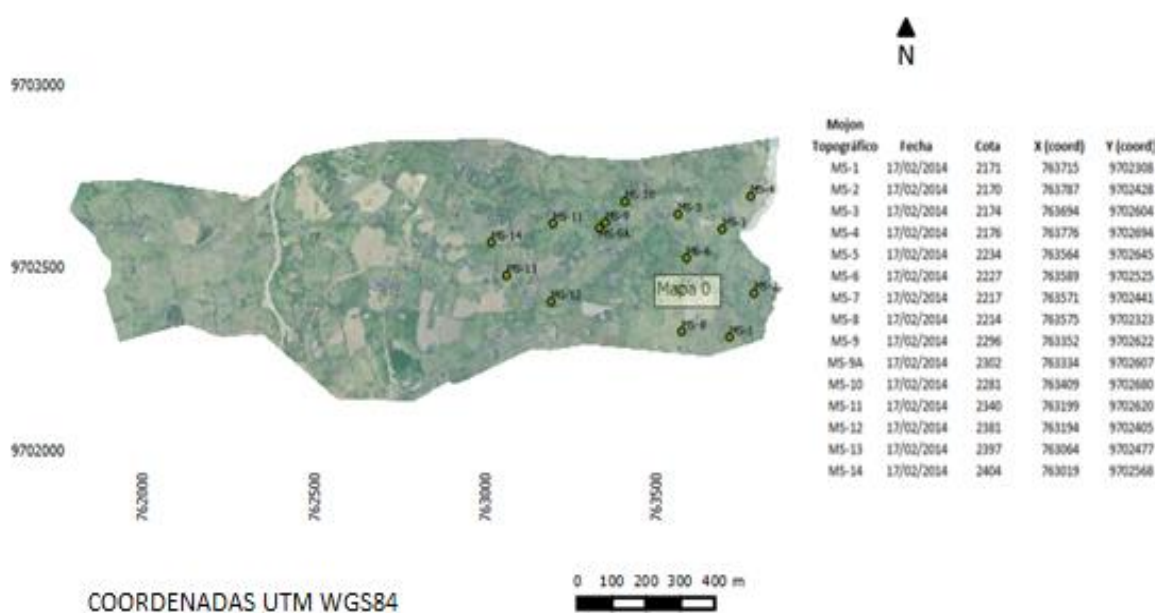 N
9703000
9702500
9702000
762000
762500
763000
763500
MS-4
MS-10
MS-5
MS-9
MS-11
MS-9A
MS-3
MS-14
MS-6
MS-13
Mapa 0
MS-12
MS-8
MS-1
Mojon
Topográfico Fecha Cota X (coord) Y (coord)
MS-1 17/02/2014 2171 763715 9702308
MS-2 17/02/2014 2170 763787 9702428
MS-3 17/02/2014 2174 763694 9702604
MS-4 17/02/2014 2176 763776 9702694
MS-5 17/02/2014 2234 763564 9702645
MS-6 17/02/2014 2227 763589 9702525
MS-7 17/02/2014 2217 763571 9702441
MS-8 17/02/2014 2214 763575 9702323
MS-9 17/02/2014 2296 763352 9702622
MS-9A 17/02/2014 2302 763334 9702607
MS-10 17/02/2014 2281 763409 9702680
MS-11 17/02/2014 2340 763199 9702620
MS-12 17/02/2014 2381 763194 9702405
MS-13 17/02/2014 2397 763064 9702477
MS-14 17/02/2014 2404 763019 9702568
COORDENADAS UTM WGS84
0 100 200 300 400 m